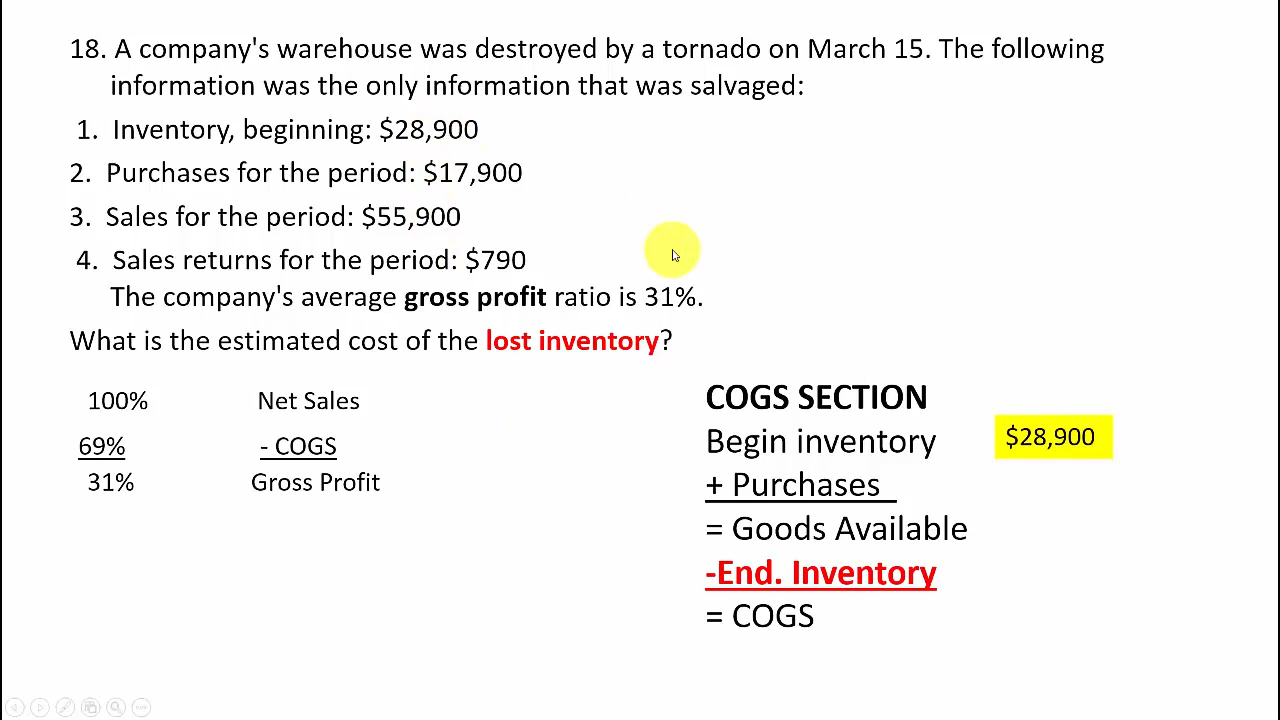 18. A company's warehouse was destroyed by a tornado on March 15. The following
information was the only information that was salvaged:
1. Inventory, beginning: $28,900
2. Purchases for the period: $17,900
3. Sales for the period: $55,900
4. Sales returns for the period: $790
The company's average gross profit ratio is 31%.
What is the estimated cost of the lost inventory?
100% Net Sales
69% - COGS
31% Gross Profit
COGS SECTION
Begin inventory $28,900
+ Purchases
= Goods Available
-End. Inventory
= COGS